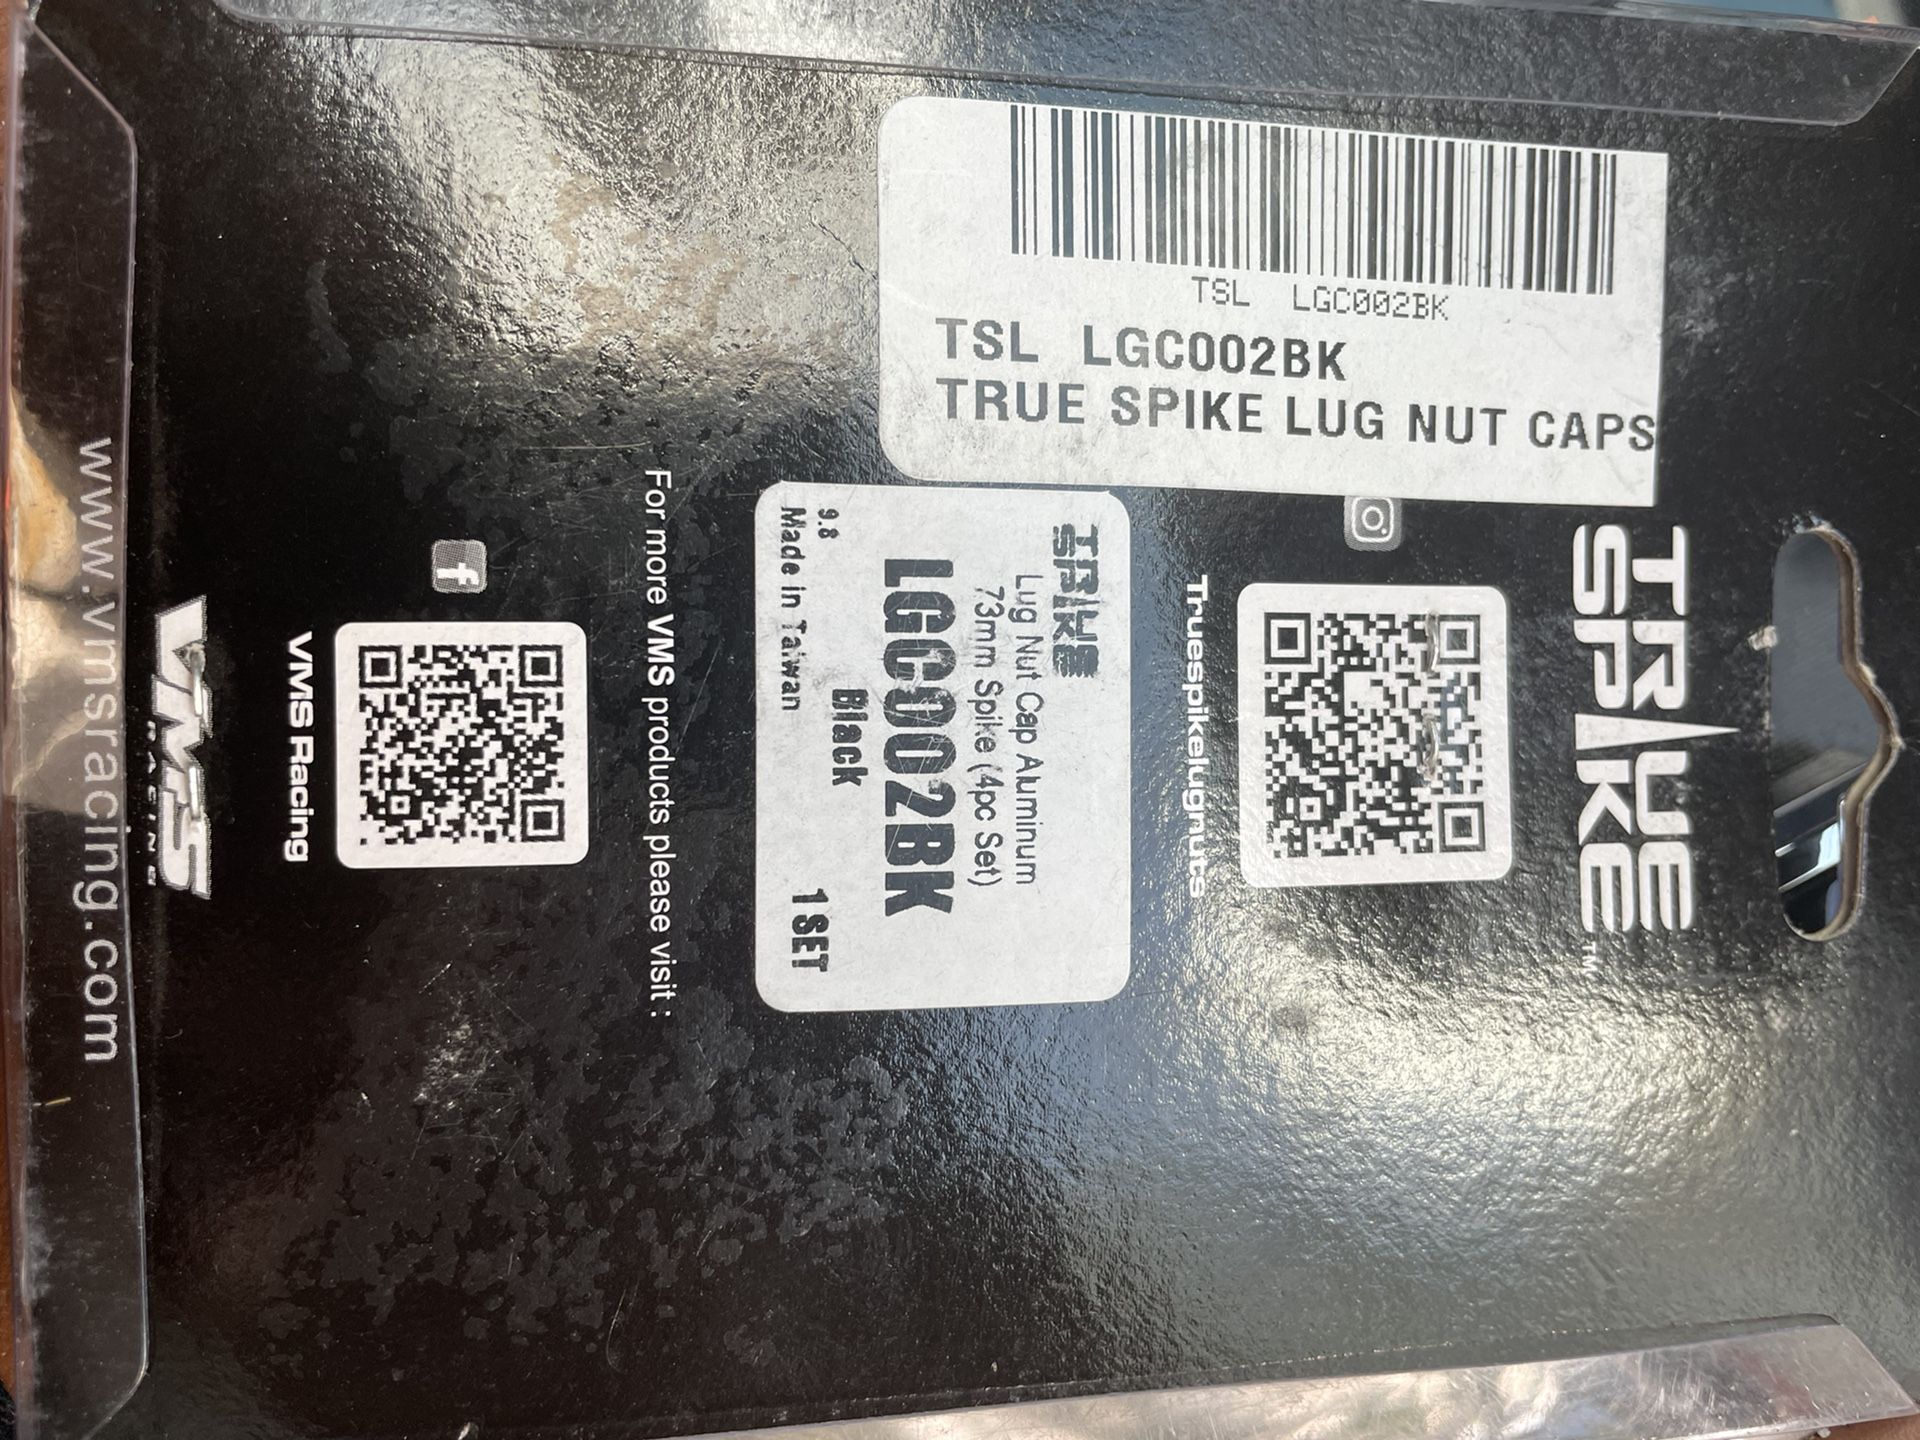 TSL LGC002BK
TSL LGC002BK
TRUE SPIKE LUG NUT CAPS
TRUE
SPIKE™
Truespikelugnuts
TRUE
SPIKE
Lug Nut Cap Aluminum
73mm Spike (4pc Set)
LGC002BK
Black
9.8
Made in Taiwan
1 SET
For more VMS products please visit :
f
VMS Racing
VMS
RACING
www.vmsracing.com